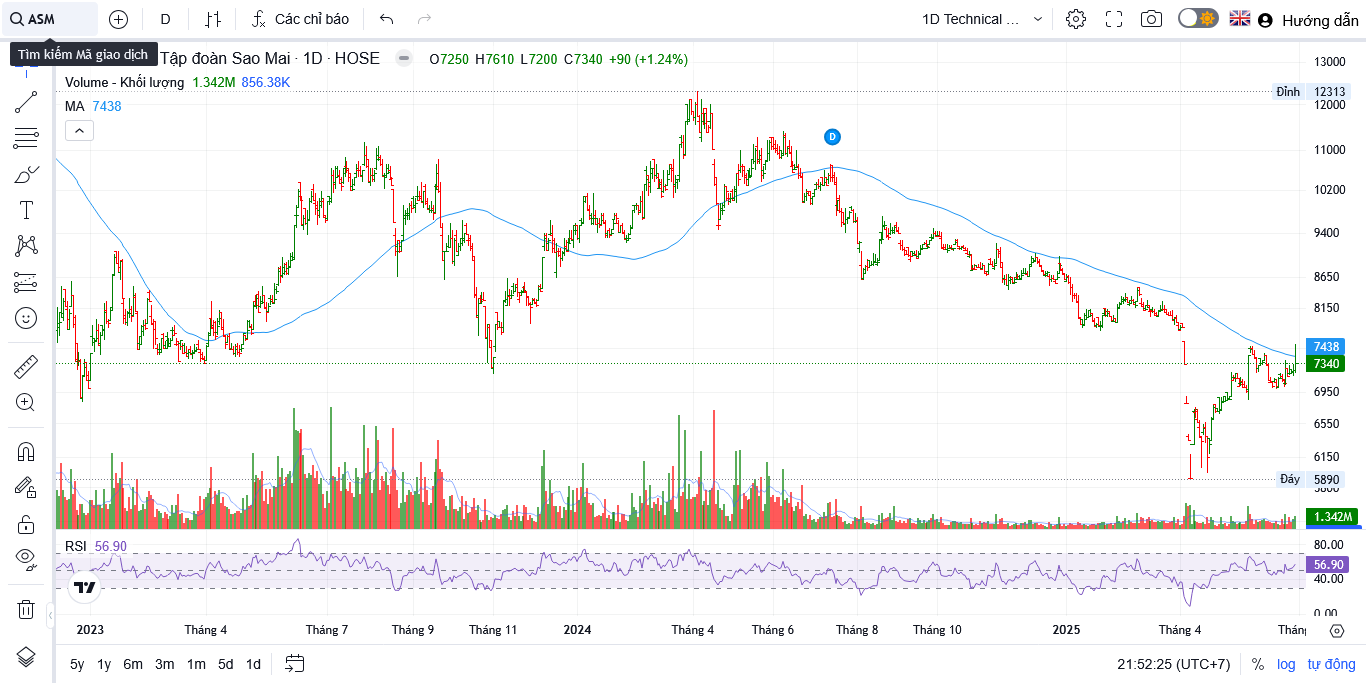 ASM
D
Các chỉ báo
1D Technical ...
Hướng dẫn
Tìm kiếm Mã giao dịch
Tập đoàn Sao Mai · 1D · HOSE
O7250 H7610 L7200 C7340 +90 (+1.24%)
Volume - Khối lượng 1.342M 856.38K
MA 7438
D
13000
Đỉnh 12313
12000
11000
10200
9400
8650
8150
7438
7340
6950
6550
6150
Đáy 5890
5800
1.342M
RSI 56.90
80.00
56.90
40.00
0.00
2023 Tháng 4 Tháng 7 Tháng 9 Tháng 11 2024 Tháng 4 Tháng 6 Tháng 8 Tháng 10 2025 Tháng 4
5y 1y 6m 3m 1m 5d 1d
21:52:25 (UTC+7) % log tự động